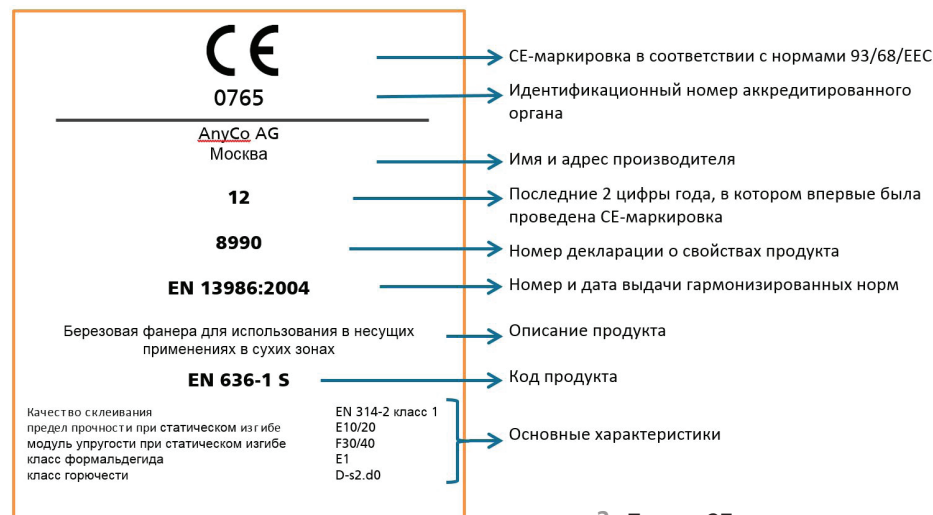 CE
0765
AnyCo AG
Москва
12
8990
EN 13986:2004
Березовая фанера для использования в несущих
применениях в сухих зонах
EN 636-1 S
Качество склеивания EN 314-2 класс 1
предел прочности при статическом изгибе E10/20
модуль упругости при статическом изгибе F30/40
класс формальдегида E1
класс горючести D-s2.d0
CE-маркировка в соответствии с нормами 93/68/EEC
Идентификационный номер аккредитированного
органа
Имя и адрес производителя
Последние 2 цифры года, в котором впервые была
проведена CE-маркировка
Номер декларации о свойствах продукта
Номер и дата выдачи гармонизированных норм
Описание продукта
Код продукта
Основные характеристики